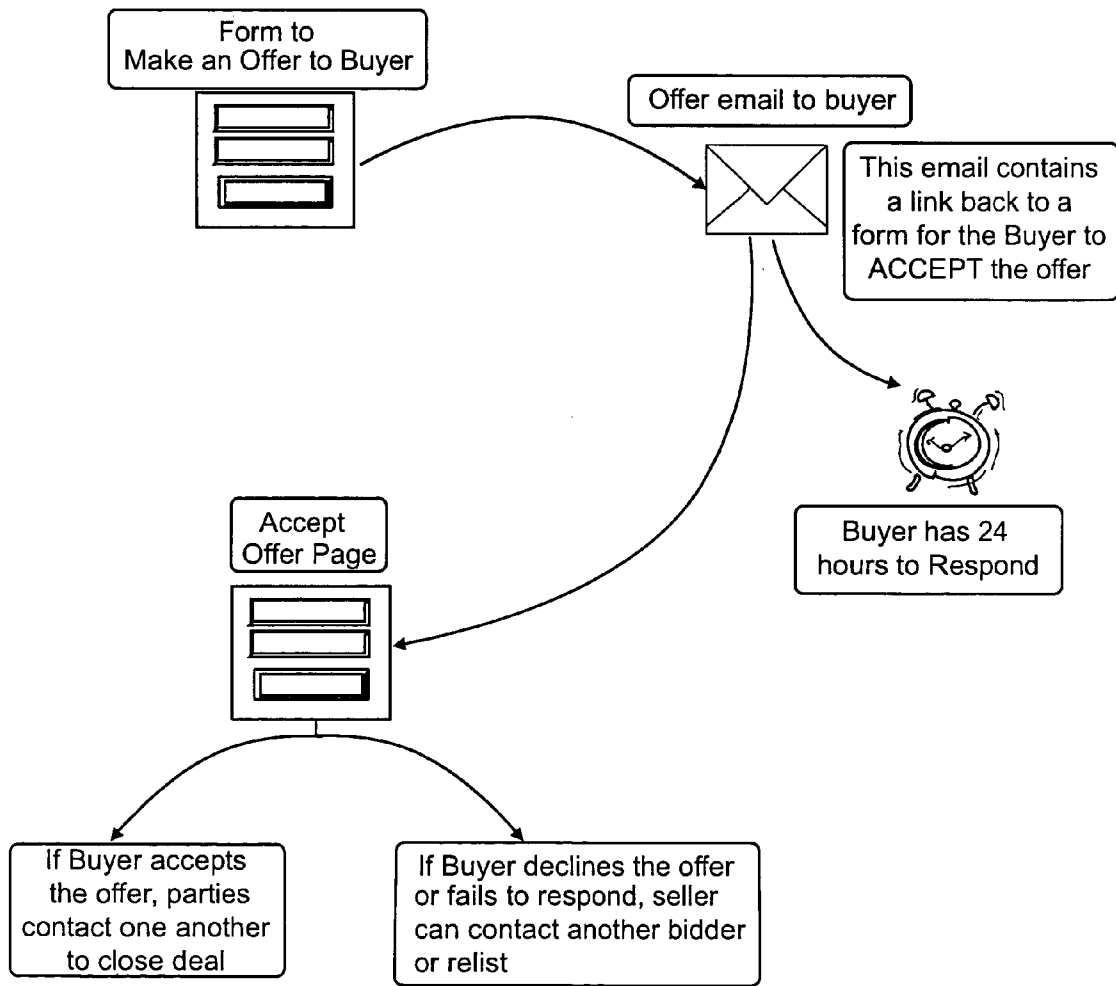 Form to
Make an Offer to Buyer
Offer email to buyer
This email contains
a link back to a
form for the Buyer to
ACCEPT the offer
Buyer has 24
hours to Respond
Accept
Offer Page
If Buyer accepts
the offer, parties
contact one another
to close deal
If Buyer declines the offer
or fails to respond, seller
can contact another bidder
or relist